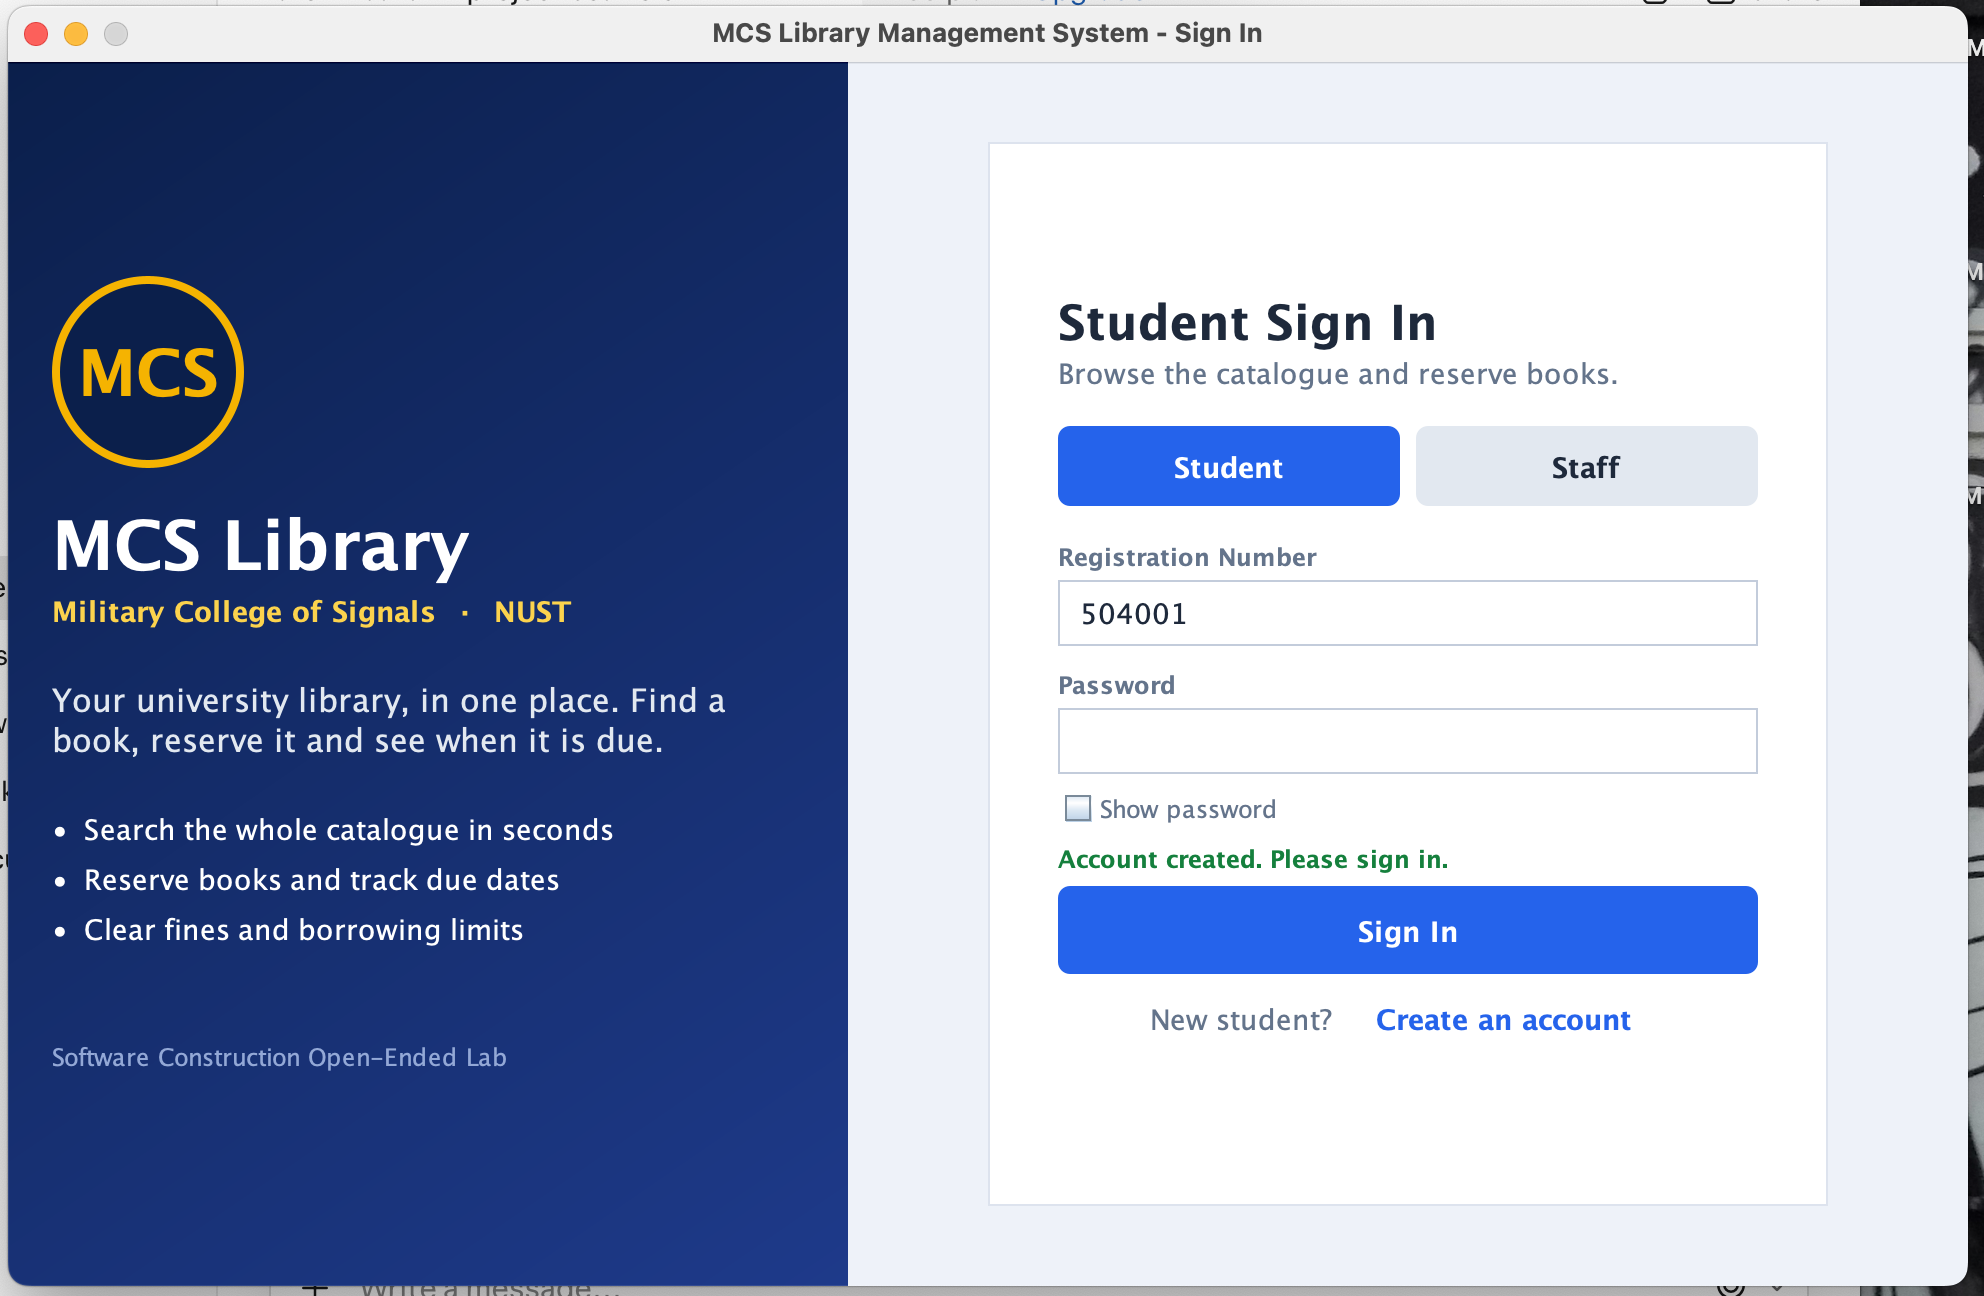 MCS Library Management System - Sign In
MCS
MCS Library
Military College of Signals · NUST
Your university library, in one place. Find a
book, reserve it and see when it is due.
• Search the whole catalogue in seconds
• Reserve books and track due dates
• Clear fines and borrowing limits
Software Construction Open-Ended Lab
Student Sign In
Browse the catalogue and reserve books.
Student
Staff
Registration Number
504001
Password
Show password
Account created. Please sign in.
Sign In
New student? Create an account
Write a message...